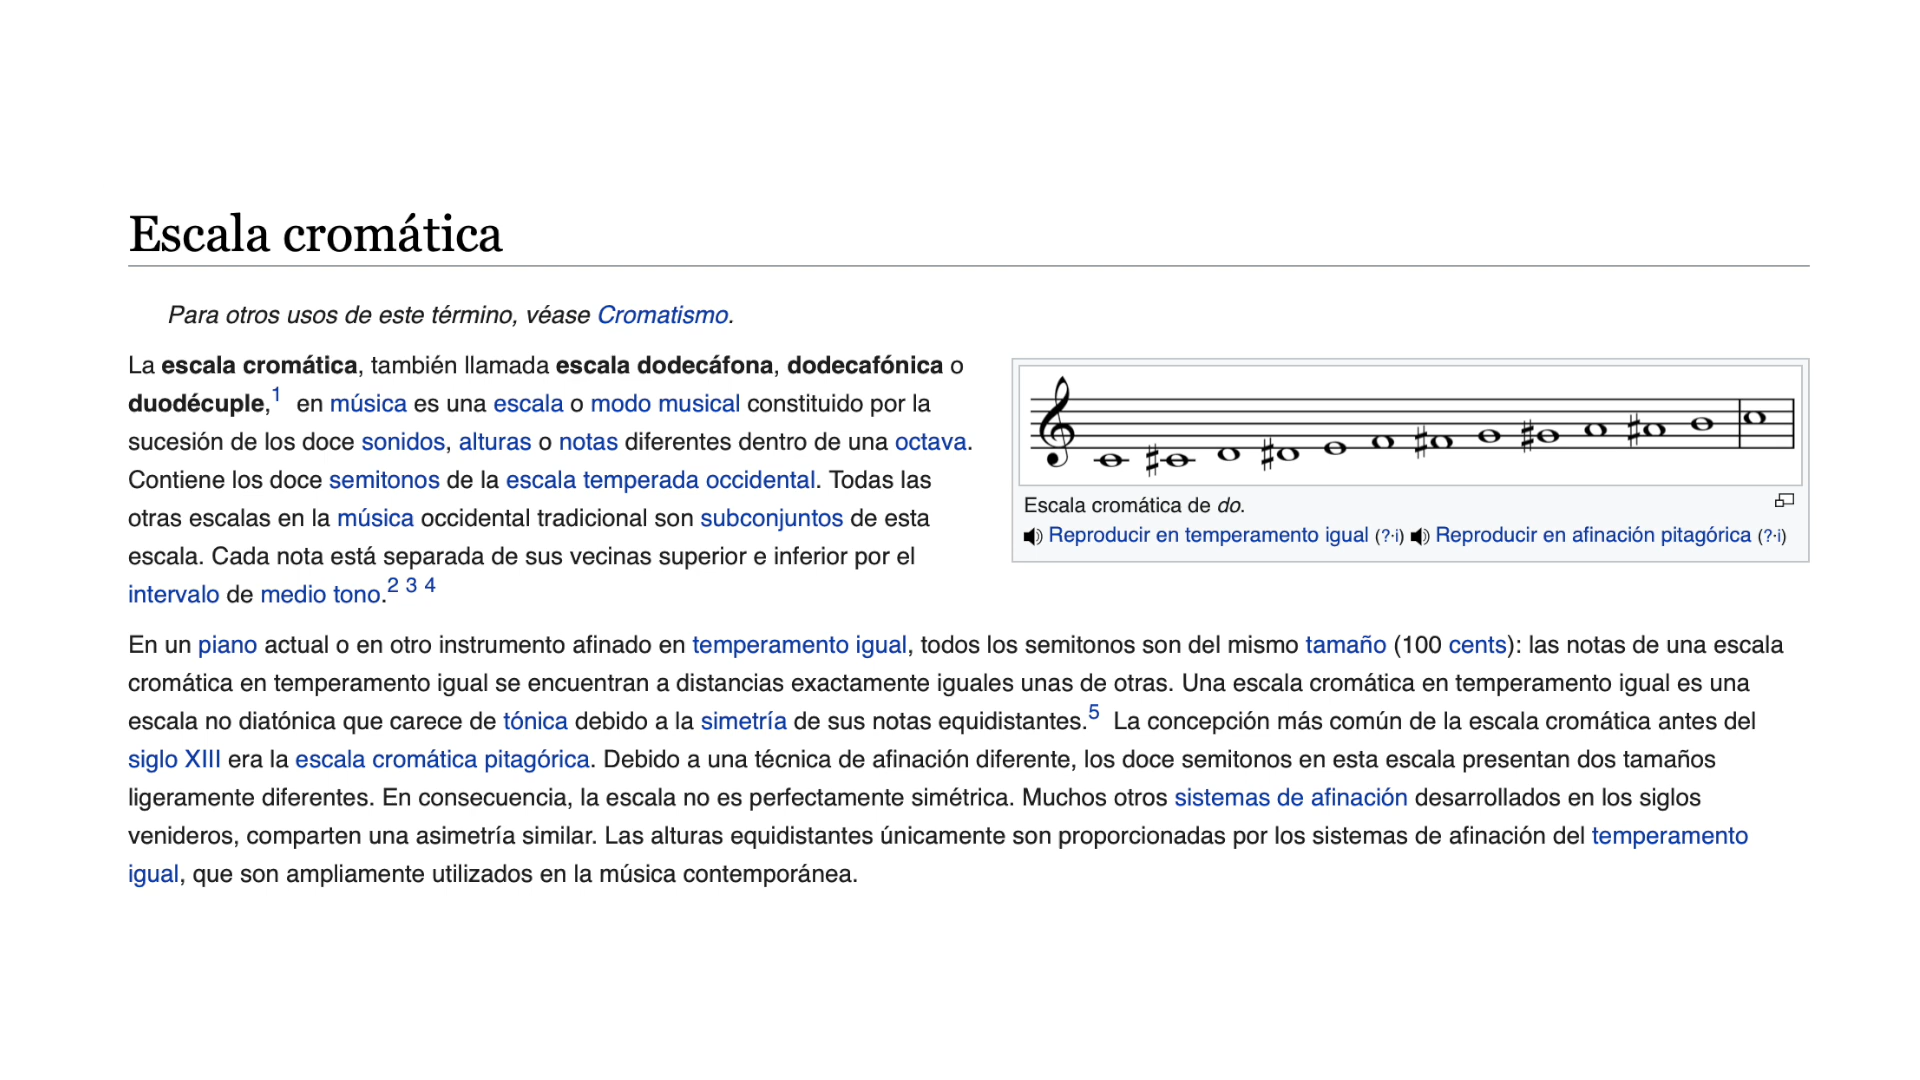 Escala cromática
Para otros usos de este término, véase Cromatismo.
La escala cromática, también llamada escala dodecáfona, dodecafónica o
duodécuple,1 en música es una escala o modo musical constituido por la
sucesión de los doce sonidos, alturas o notas diferentes dentro de una octava.
Contiene los doce semitonos de la escala temperada occidental. Todas las
otras escalas en la música occidental tradicional son subconjuntos de esta
escala. Cada nota está separada de sus vecinas superior e inferior por el
intervalo de medio tono.2 3 4
Escala cromática de do.
Reproducir en temperamento igual (?·i) Reproducir en afinación pitagórica (?·i)
En un piano actual o en otro instrumento afinado en temperamento igual, todos los semitonos son del mismo tamaño (100 cents): las notas de una escala
cromática en temperamento igual se encuentran a distancias exactamente iguales unas de otras. Una escala cromática en temperamento igual es una
escala no diatónica que carece de tónica debido a la simetría de sus notas equidistantes.5 La concepción más común de la escala cromática antes del
siglo XIII era la escala cromática pitagórica. Debido a una técnica de afinación diferente, los doce semitonos en esta escala presentan dos tamaños
ligeramente diferentes. En consecuencia, la escala no es perfectamente simétrica. Muchos otros sistemas de afinación desarrollados en los siglos
venideros, comparten una asimetría similar. Las alturas equidistantes únicamente son proporcionadas por los sistemas de afinación del temperamento
igual, que son ampliamente utilizados en la música contemporánea.